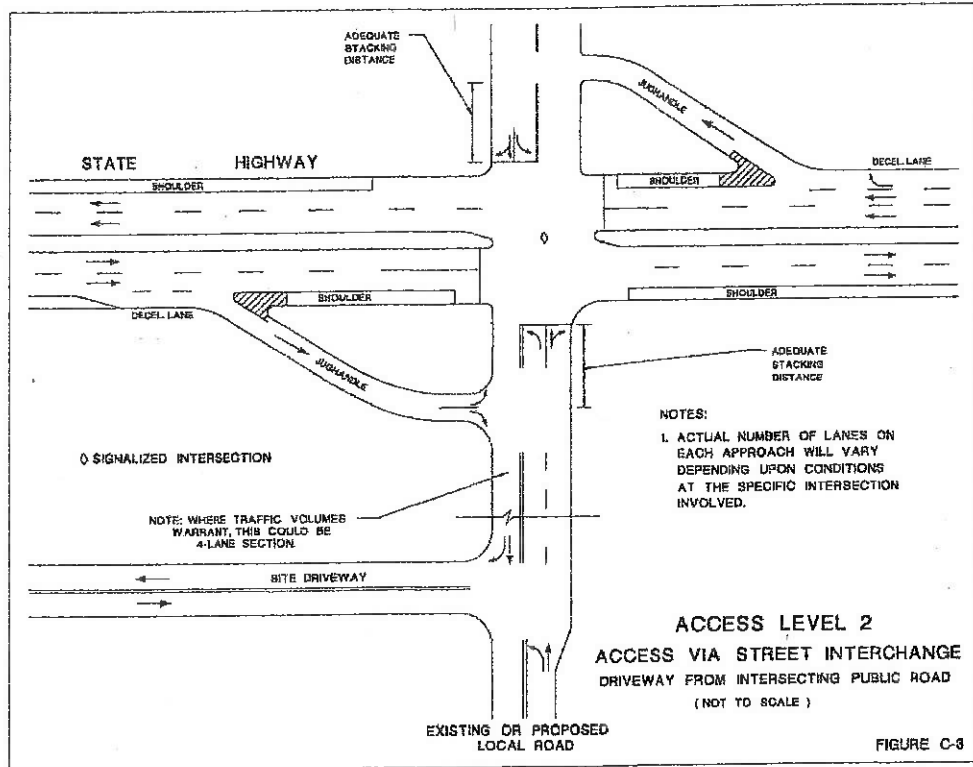 ADEQUATE
STACKING
DISTANCE
JUGHANDLE
STATE HIGHWAY
DECEL. LANE
SHOULDER
SHOULDER
SHOULDER
SHOULDER
DECEL. LANE
JUGHANDLE
ADEQUATE
STACKING
DISTANCE
NOTES:
1. ACTUAL NUMBER OF LANES ON
EACH APPROACH WILL VARY
DEPENDING UPON CONDITIONS
AT THE SPECIFIC INTERSECTION
INVOLVED.
◊ SIGNALIZED INTERSECTION
NOTE: WHERE TRAFFIC VOLUMES
WARRANT, THIS COULD BE
4-LANE SECTION.
SITE DRIVEWAY
ACCESS LEVEL 2
ACCESS VIA STREET INTERCHANGE
DRIVEWAY FROM INTERSECTING PUBLIC ROAD
( NOT TO SCALE )
EXISTING OR PROPOSED
LOCAL ROAD
FIGURE C-3